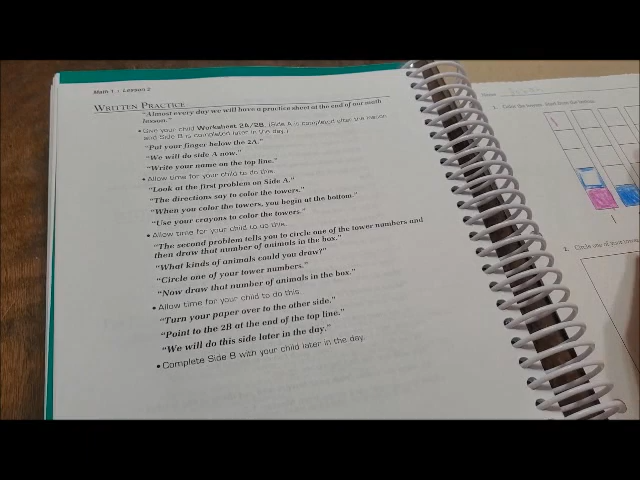 Math 1 | Lesson 2
WRITTEN PRACTICE
"Almost every day we will have a practice sheet at the end of our math
lesson."
• Give your child Worksheet 2A/2B. (Side A is completed after the lesson
and Side B is completed later in the day.)
"Put your finger below the 2A."
"We will do side A now."
"Write your name on the top line."
• Allow time for your child to do this.
"Look at the first problem on Side A."
"The directions say to color the towers."
"When you color the towers, you begin at the bottom."
"Use your crayons to color the towers."
• Allow time for your child to do this.
"The second problem tells you to circle one of the tower numbers and
then draw that number of animals in the box."
"What kinds of animals could you draw?"
"Circle one of your tower numbers."
"Now draw that number of animals in the box."
• Allow time for your child to do this.
"Turn your paper over to the other side."
"Point to the 2B at the end of the top line."
"We will do this side later in the day."
• Complete Side B with your child later in the day.
Name
1. Color the towers.
1
2. Circle one of your tower